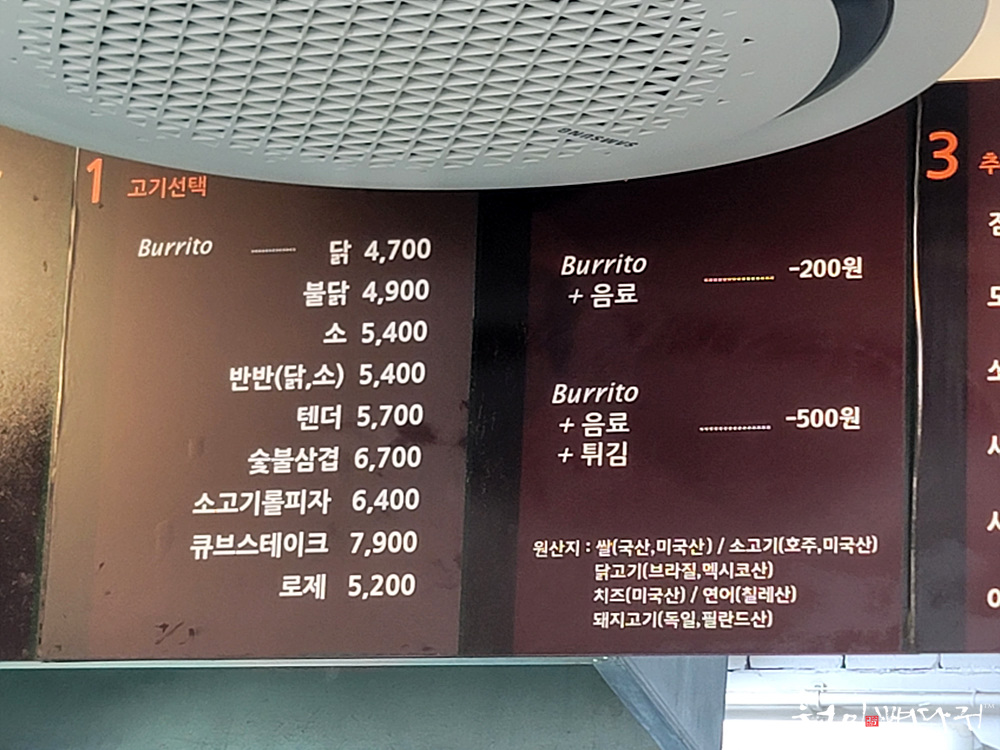 SAMSUNG
1 고기선택
Burrito ............ 닭 4,700
불닭 4,900
소 5,400
반반(닭,소) 5,400
텐더 5,700
숯불삼겹 6,700
소고기롤피자 6,400
큐브스테이크 7,900
로제 5,200
Burrito
+ 음료 ............ -200원
Burrito
+ 음료 ............ -500원
+ 튀김
원산지 : 쌀(국산,미국산) / 소고기(호주,미국산)
닭고기(브라질,멕시코산)
치즈(미국산) / 연어(칠레산)
돼지고기(독일,필란드산)
3 추